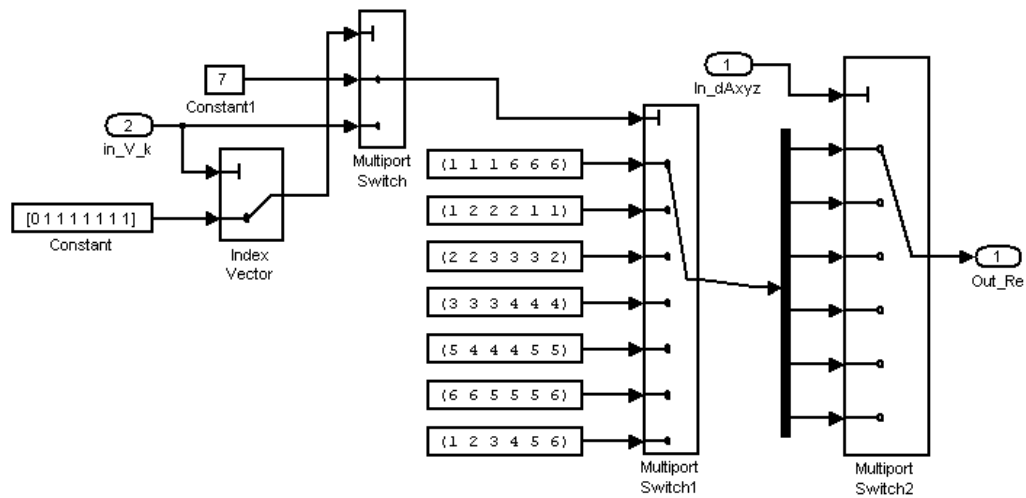 7
Constant1
2
in_V_k
[0 1 1 1 1 1 1 1]
Constant
Index
Vector
Multiport
Switch
(1 1 1 6 6 6)
(1 2 2 2 1 1)
(2 2 3 3 3 2)
(3 3 3 4 4 4)
(5 4 4 4 5 5)
(6 6 5 5 5 6)
(1 2 3 4 5 6)
Multiport
Switch1
1
In_dAxyz
Multiport
Switch2
1
Out_Re